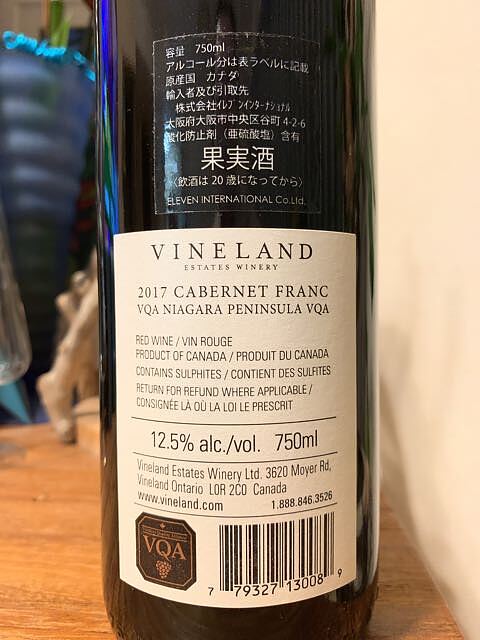 容量 750ml
アルコール分は表ラベルに記載
原産国 カナダ
輸入者及び引取先
株式会社イレブンインターナショナル
大阪府大阪市中央区谷町4-2-6
酸化防止剤（亜硫酸塩）含有
果実酒
〈飲酒は20歳になってから〉
ELEVEN INTERNATIONAL Co.Ltd.
VINELAND
ESTATES WINERY
2017 CABERNET FRANC
VQA NIAGARA PENINSULA VQA
RED WINE / VIN ROUGE
PRODUCT OF CANADA / PRODUIT DU CANADA
CONTAINS SULPHITES / CONTIENT DES SULFITES
RETURN FOR REFUND WHERE APPLICABLE /
CONSIGNÉE LÀ OÙ LA LOI LE PRESCRIT
12.5% alc./vol. 750ml
Vineland Estates Winery Ltd. 3620 Moyer Rd,
Vineland Ontario L0R 2C0 Canada
www.vineland.com 1.888.846.3526
VQA
7 79327 13008 9